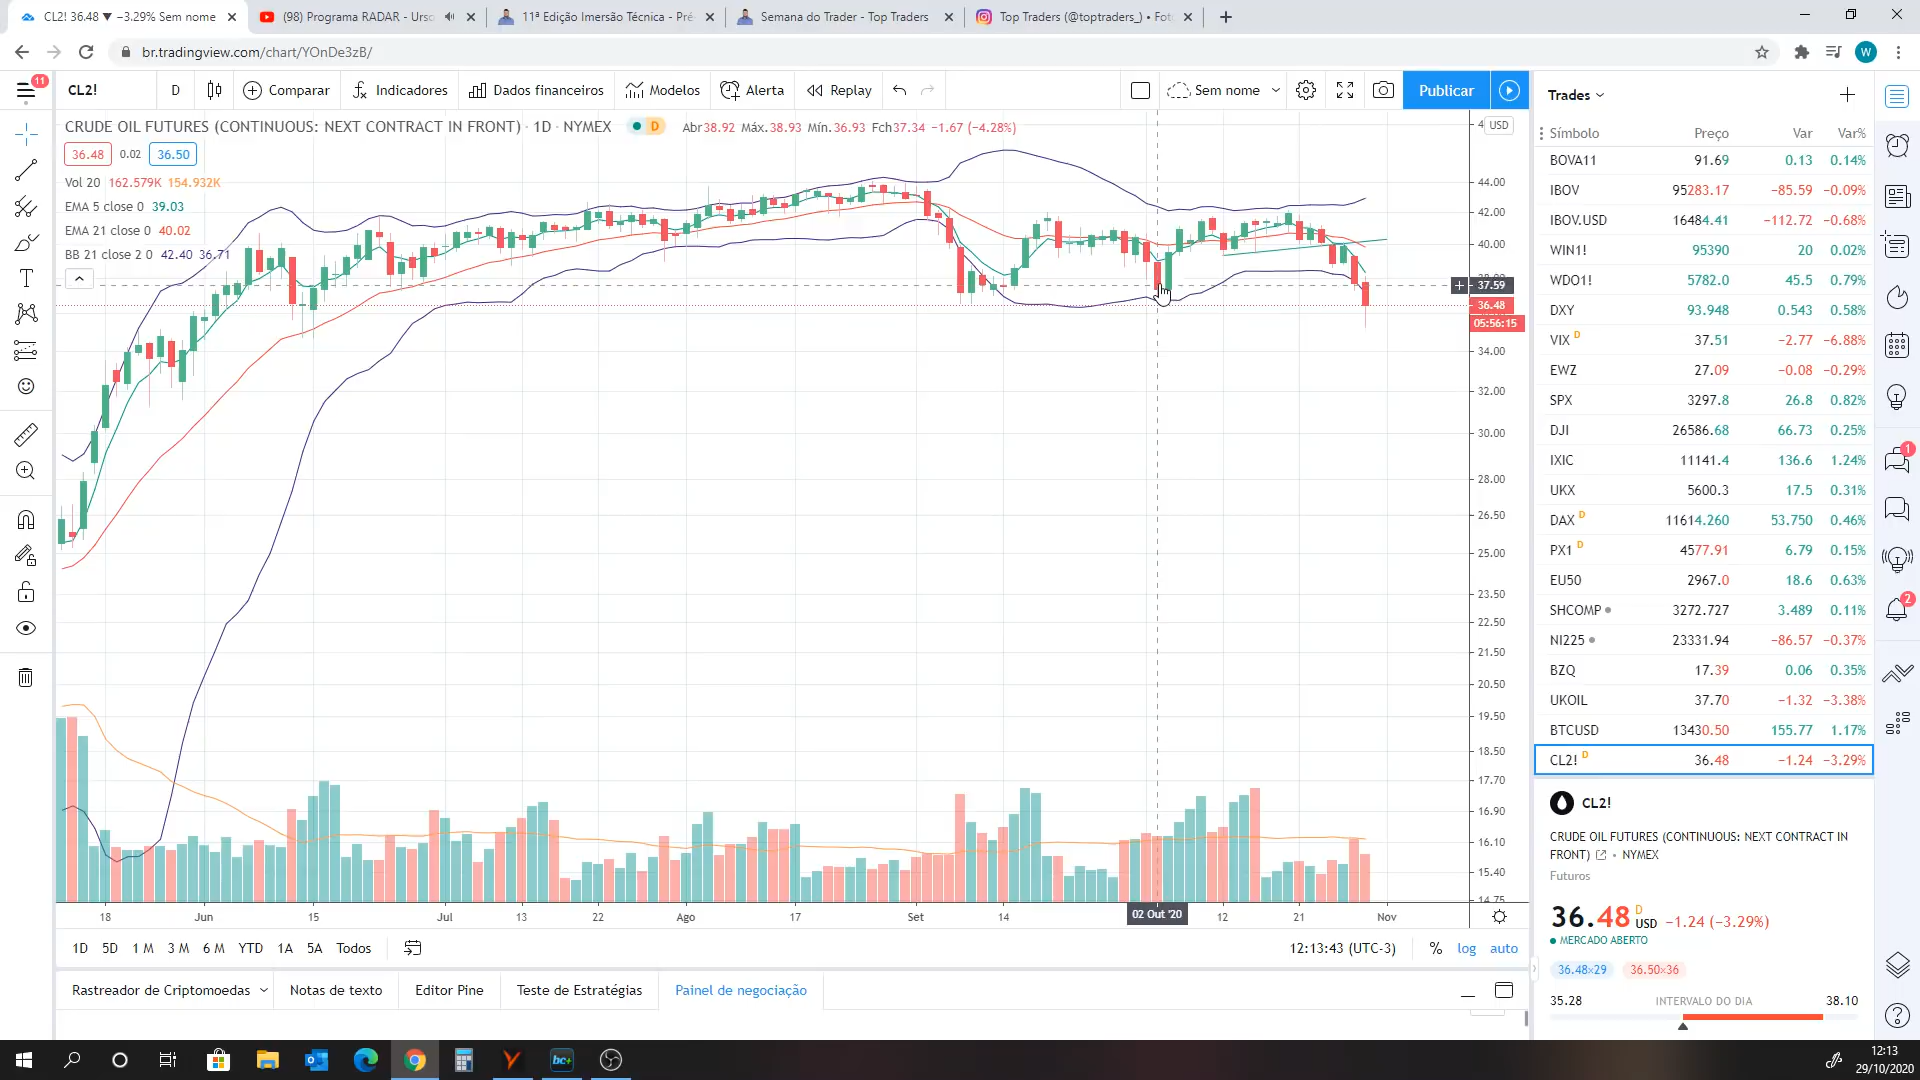 CL2! 36.48 ▼ −3.29% Sem nome
(98) Programa RADAR - Urso
11ª Edição Imersão Técnica - Pré-
Semana do Trader - Top Traders
Top Traders (@toptraders_) • Fot
br.tradingview.com/chart/YOnDe3zB/
W
11
CL2!
D
Comparar
Indicadores
Dados financeiros
Modelos
Alerta
Replay
Sem nome
Publicar
CRUDE OIL FUTURES (CONTINUOUS: NEXT CONTRACT IN FRONT) · 1D · NYMEX
D
Abr38.92 Máx.38.93 Mín.36.93 Fch37.34 −1.67 (−4.28%)
USD
36.48 0.02 36.50
Vol 20 162.579K 154.932K
EMA 5 close 0 39.03
EMA 21 close 0 40.02
BB 21 close 2 0 42.40 36.71
44.00
42.00
40.00
37.59
36.48
05:56:15
34.00
32.00
30.00
28.00
26.50
25.00
23.50
22.50
21.50
20.50
19.50
18.50
17.70
16.90
16.10
15.40
14.75
18 Jun 15 Jul 13 22 Ago 17 Set 14 02 Out '20 12 21 Nov
1D 5D 1 M 3 M 6 M YTD 1A 5A Todos
12:13:43 (UTC-3) % log auto
Rastreador de Criptomoedas
Notas de texto
Editor Pine
Teste de Estratégias
Painel de negociação
Trades
Símbolo Preço Var Var%
BOVA11 91.69 0.13 0.14%
IBOV 95283.17 −85.59 −0.09%
IBOV.USD 16484.41 −112.72 −0.68%
WIN1! 95390 20 0.02%
WDO1! 5782.0 45.5 0.79%
DXY 93.948 0.543 0.58%
VIX D 37.51 −2.77 −6.88%
EWZ 27.09 −0.08 −0.29%
SPX 3297.8 26.8 0.82%
DJI 26586.68 66.73 0.25%
IXIC 11141.4 136.6 1.24%
UKX 5600.3 17.5 0.31%
DAX D 11614.260 53.750 0.46%
PX1 D 4577.91 6.79 0.15%
EU50 2967.0 18.6 0.63%
SHCOMP 3272.727 3.489 0.11%
NI225 23331.94 −86.57 −0.37%
BZQ 17.39 0.06 0.35%
UKOIL 37.70 −1.32 −3.38%
BTCUSD 13430.50 155.77 1.17%
CL2! D 36.48 −1.24 −3.29%
CL2!
CRUDE OIL FUTURES (CONTINUOUS: NEXT CONTRACT IN
FRONT) • NYMEX
Futuros
36.48 D USD −1.24 (−3.29%)
MERCADO ABERTO
36.48x29 36.50x36
35.28 INTERVALO DO DIA 38.10
1
2
bc+
12:13
29/10/2020